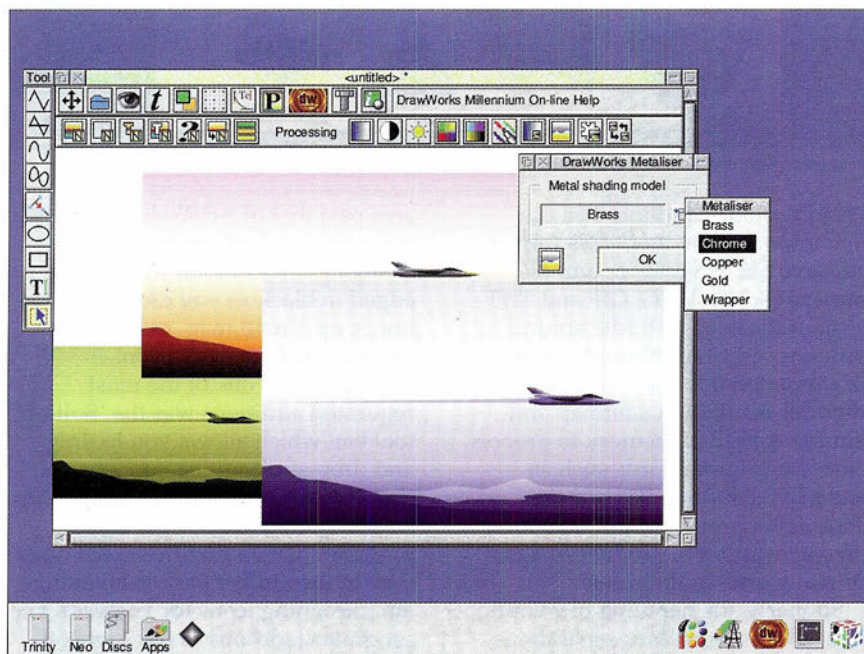 Tool
<untitled> *
DrawWorks Millennium On-line Help
Processing
DrawWorks Metaliser
Metal shading model
Brass
OK
Metaliser
Brass
Chrome
Copper
Gold
Wrapper
Trinity Neo Discs Apps